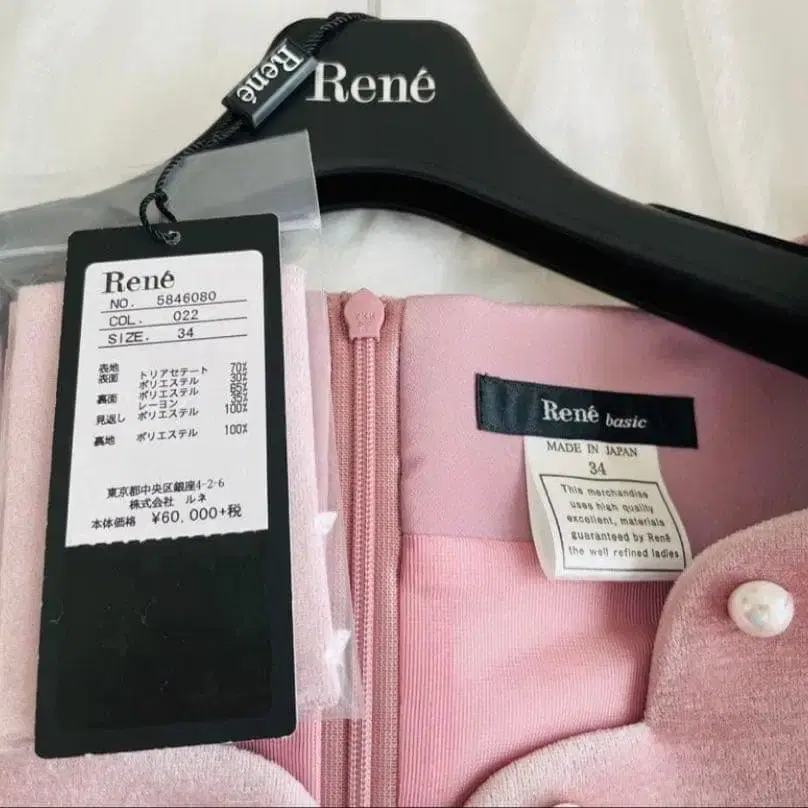 René
René
René
NO. 5846080
COL. 022
SIZE. 34
表地
表面 トリアセテート 70%
ポリエステル 30%
裏面 ポリエステル 65%
レーヨン 35%
見返し ポリエステル 100%
裏地 ポリエステル 100%
東京都中央区銀座4-2-6
株式会社 ルネ
本体価格 ¥60,000+税
YKK
René basic
MADE IN JAPAN
34
This merchandise
uses high quality
excellent, materials
guaranteed by René
the well refined ladies